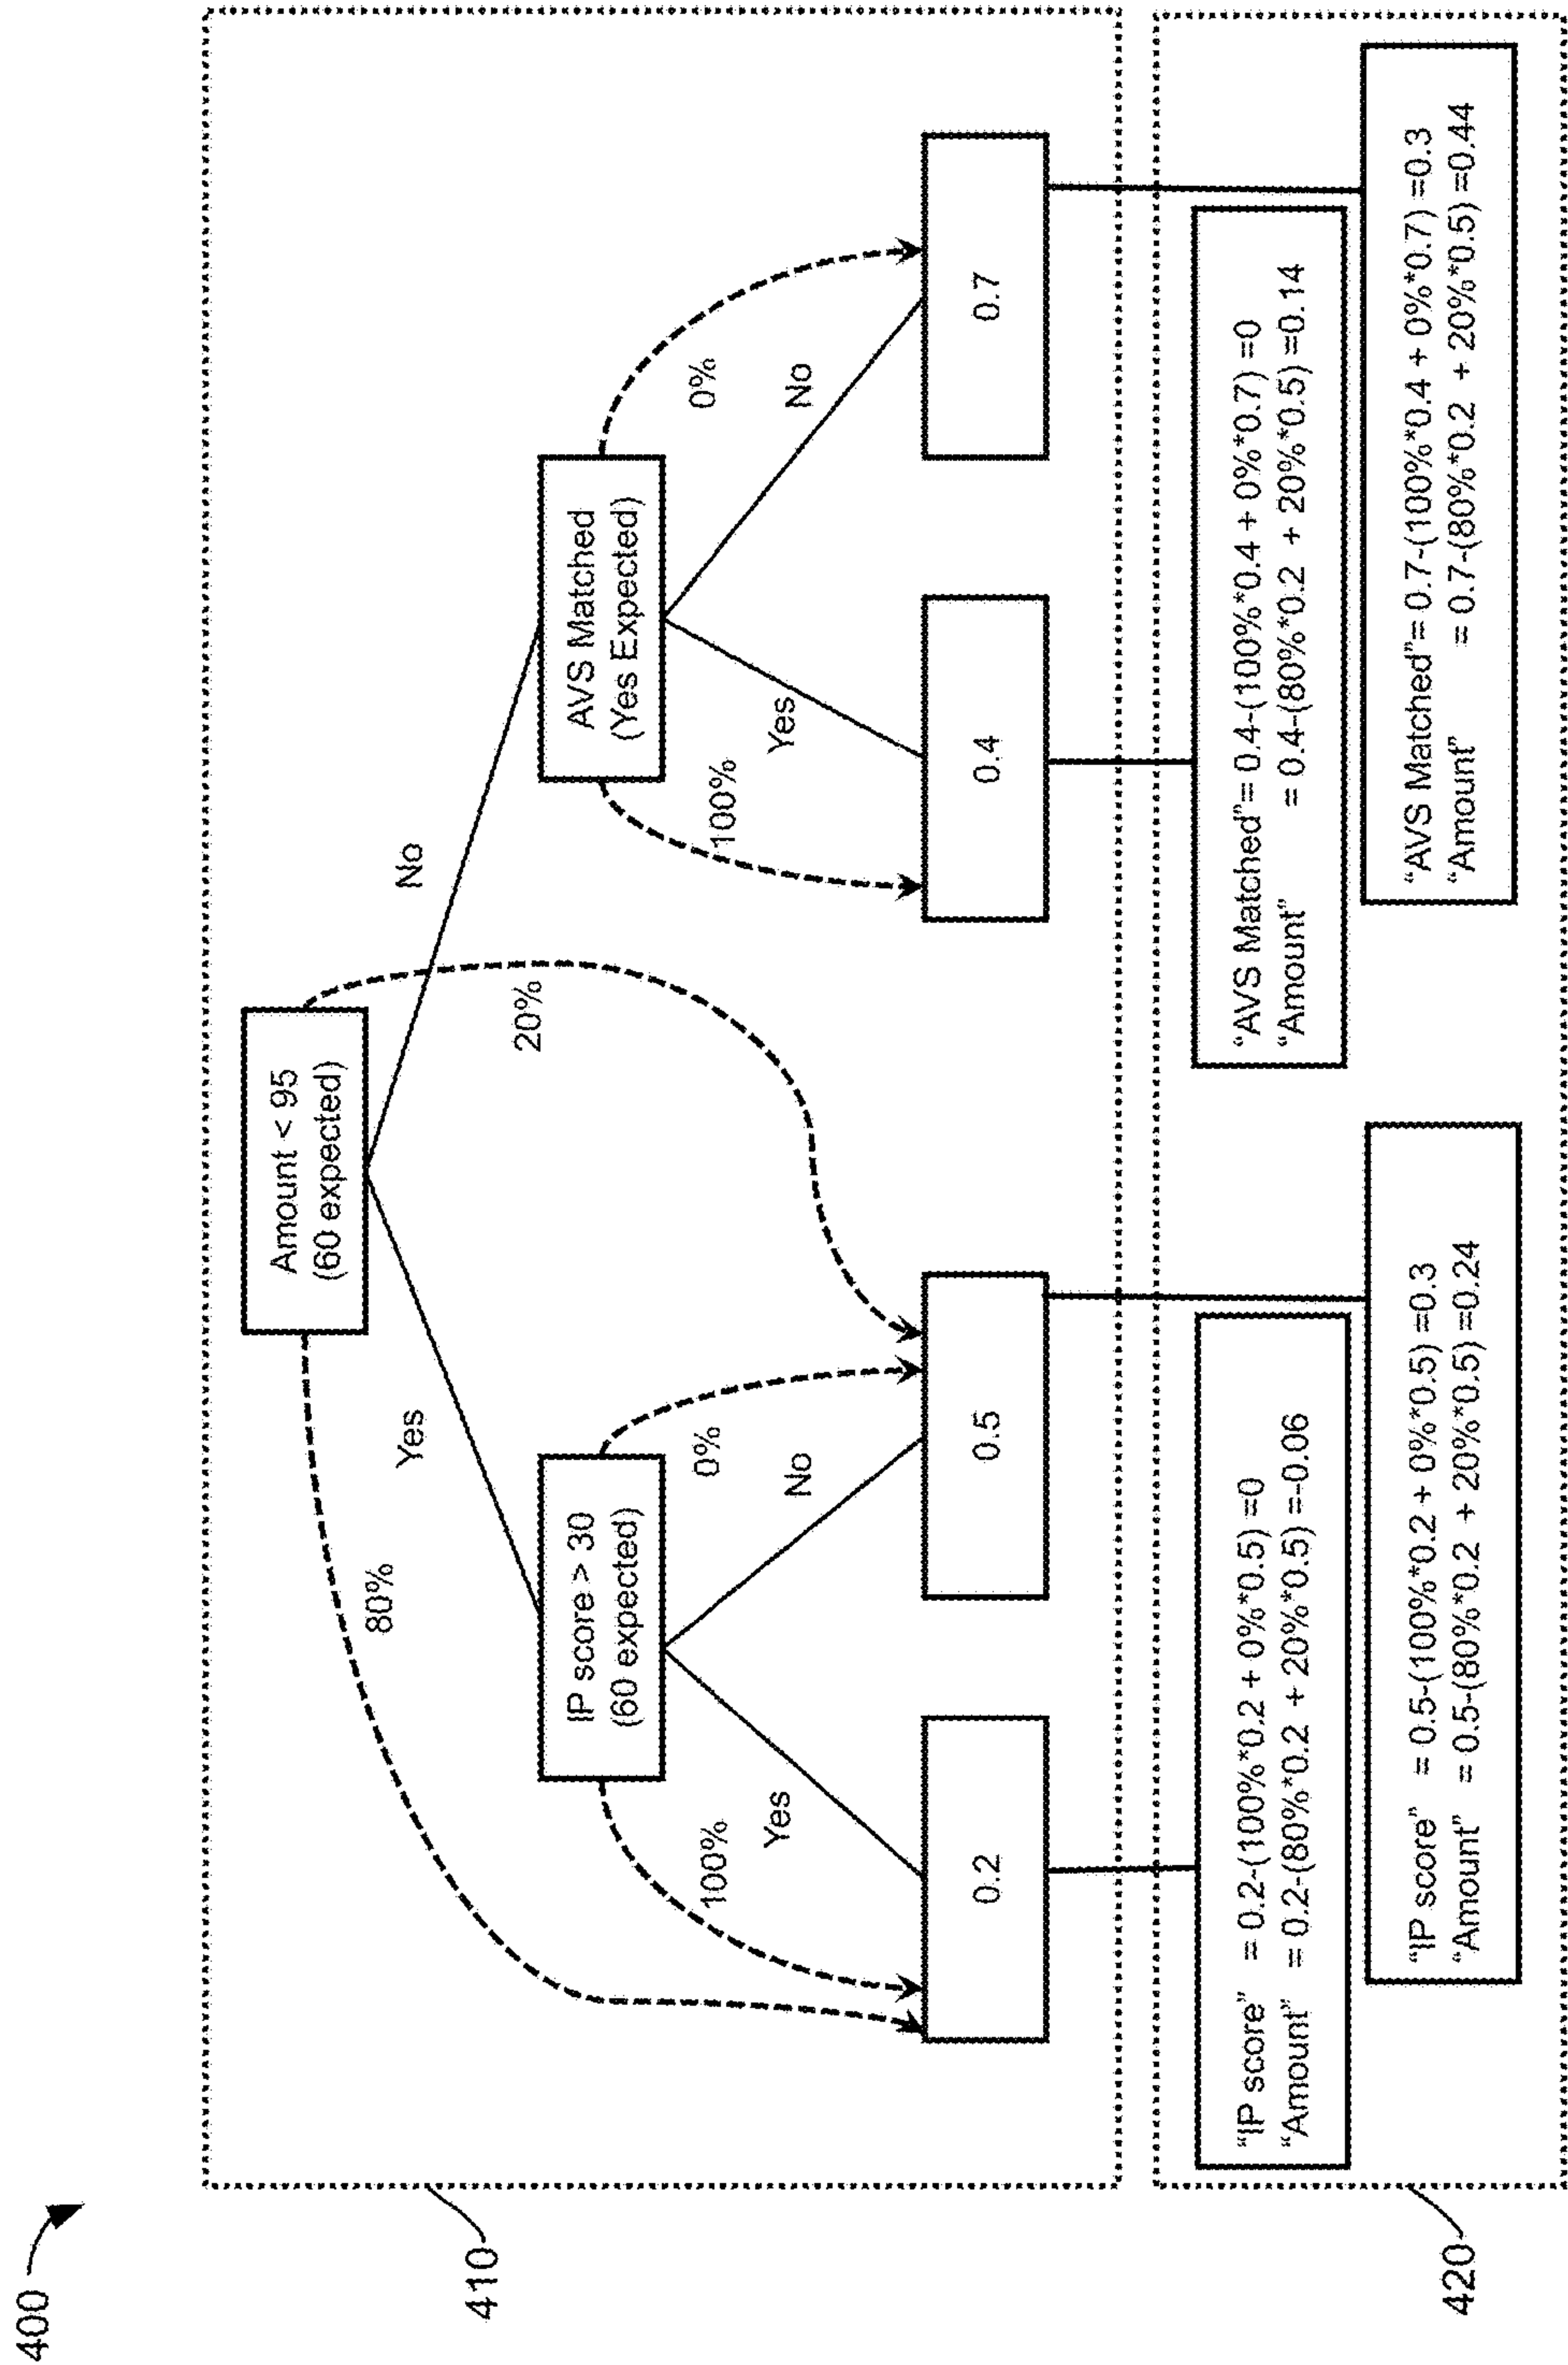 400
410
420
Amount < 95
(60 expected)
Yes
No
80%
20%
IP score > 30
(60 expected)
AVS Matched
(Yes Expected)
100%
Yes
0%
No
100%
Yes
0%
No
0.2
0.5
0.4
0.7
"IP score" = 0.2-(100%*0.2 + 0%*0.5) =0
"Amount" = 0.2-(80%*0.2 + 20%*0.5) =-0.06
"IP score" = 0.5-(100%*0.2 + 0%*0.5) =0.3
"Amount" = 0.5-(80%*0.2 + 20%*0.5) =0.24
"AVS Matched"= 0.4-(100%*0.4 + 0%*0.7) =0
"Amount" = 0.4-(80%*0.2 + 20%*0.5) =0.14
"AVS Matched"= 0.7-(100%*0.4 + 0%*0.7) =0.3
"Amount" = 0.7-(80%*0.2 + 20%*0.5) =0.44